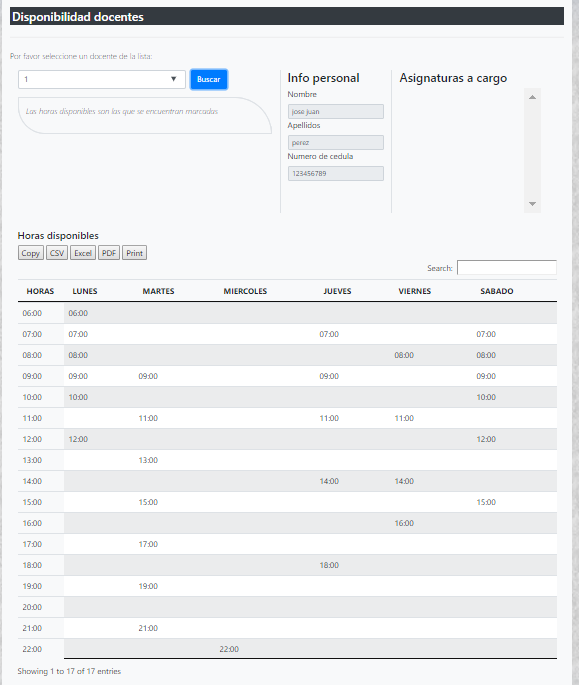 Disponibilidad docentes
Por favor seleccione un docente de la lista:
1 Buscar
Las horas disponibles son las que se encuentran marcadas
Info personal
Nombre
jose juan
Apellidos
perez
Numero de cedula
123456789
Asignaturas a cargo
Horas disponibles
Copy CSV Excel PDF Print
Search:
HORAS LUNES MARTES MIERCOLES JUEVES VIERNES SABADO
06:00 06:00
07:00 07:00 07:00 07:00
08:00 08:00 08:00 08:00
09:00 09:00 09:00 09:00 09:00
10:00 10:00 10:00
11:00 11:00 11:00 11:00
12:00 12:00 12:00
13:00 13:00
14:00 14:00 14:00
15:00 15:00 15:00
16:00 16:00
17:00 17:00
18:00 18:00
19:00 19:00
20:00
21:00 21:00
22:00 22:00
Showing 1 to 17 of 17 entries